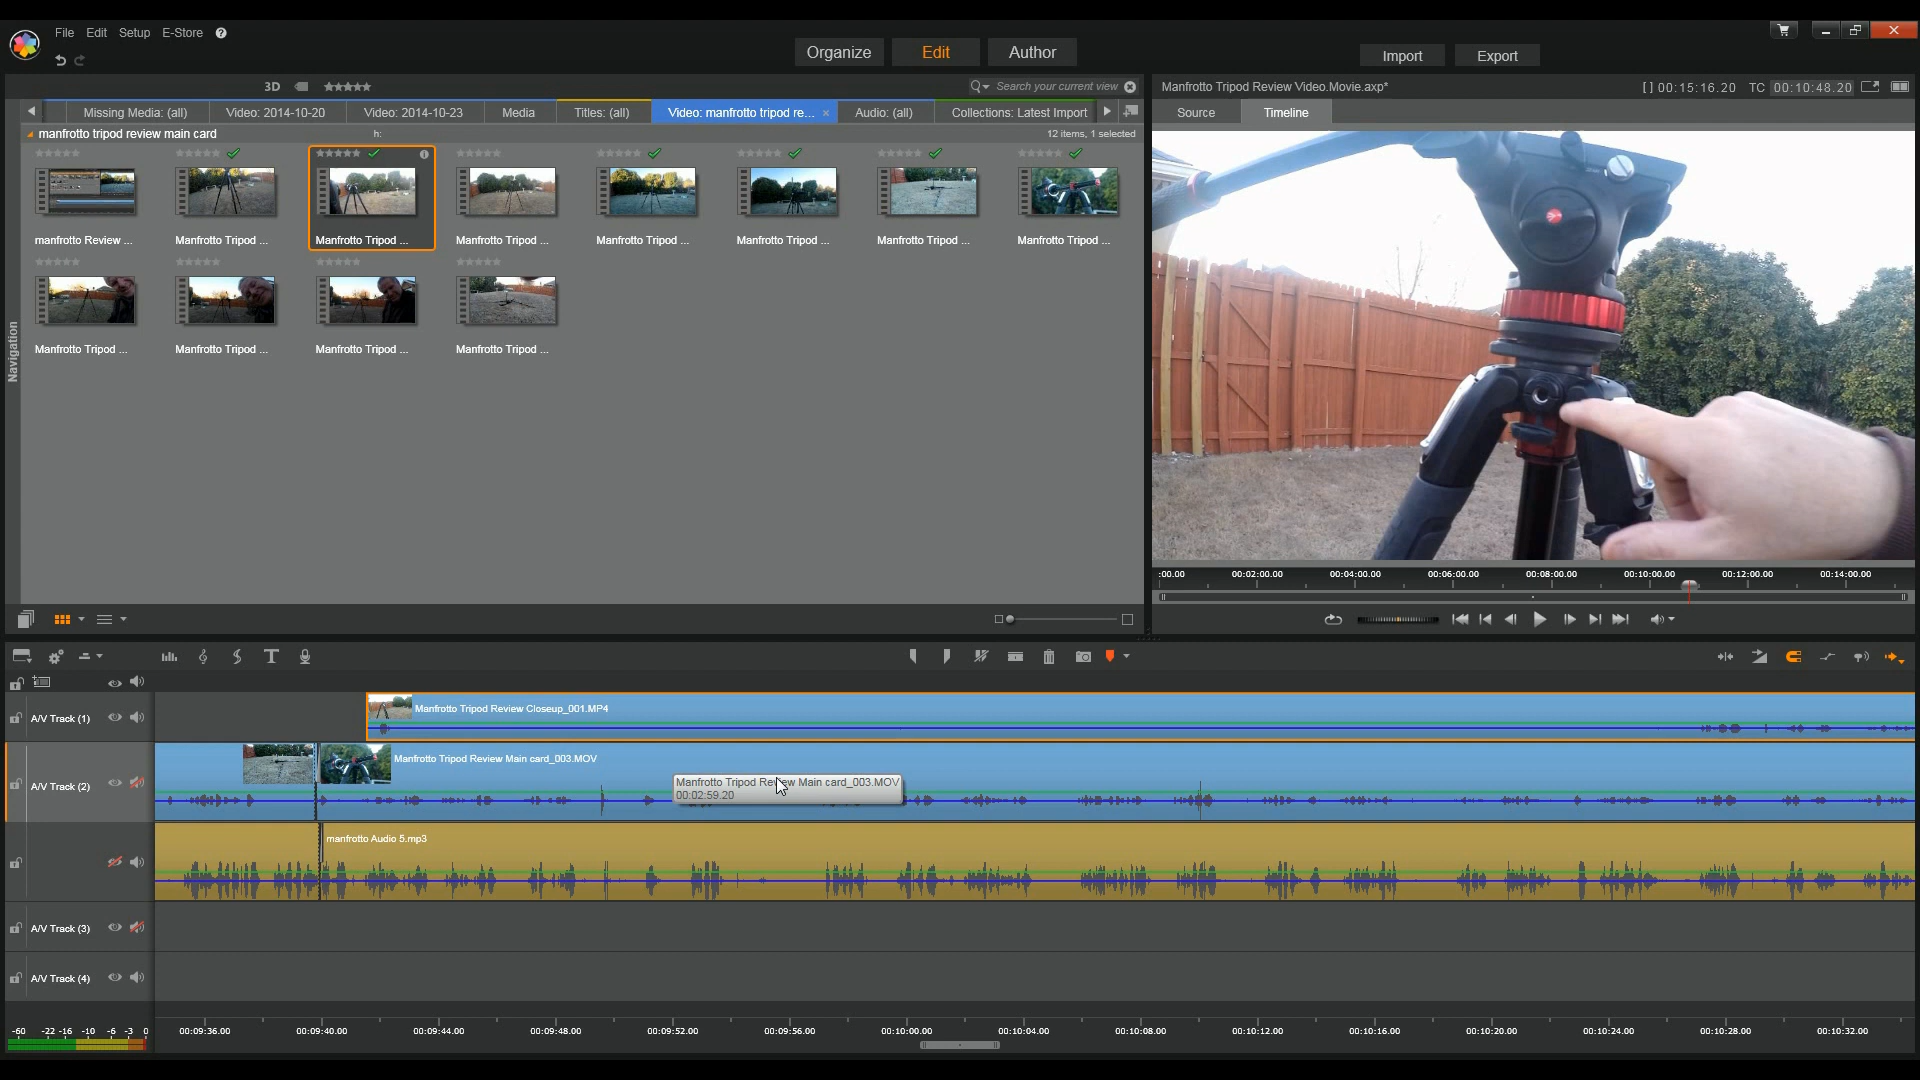 File Edit Setup E-Store ?
Organize Edit Author
Import Export
3D
Search your current view
Manfrotto Tripod Review Video.Movie.axp*
[ ] 00:15:16.20 TC 00:10:48.20
Missing Media: (all) Video: 2014-10-20 Video: 2014-10-23 Media Titles: (all) Video: manfrotto tripod re... × Audio: (all) Collections: Latest Import
Source Timeline
manfrotto tripod review main card h: 12 items, 1 selected
manfrotto Review ... Manfrotto Tripod ... Manfrotto Tripod ... Manfrotto Tripod ... Manfrotto Tripod ... Manfrotto Tripod ... Manfrotto Tripod ... Manfrotto Tripod ...
Manfrotto Tripod ... Manfrotto Tripod ... Manfrotto Tripod ... Manfrotto Tripod ...
Navigation
:00.00 00:02:00.00 00:04:00.00 00:06:00.00 00:08:00.00 00:10:00.00 00:12:00.00 00:14:00.00
A/V Track (1)
Manfrotto Tripod Review Closeup_001.MP4
A/V Track (2)
Manfrotto Tripod Review Main card_003.MOV
Manfrotto Tripod Review Main card_003.MOV
00:02:59.20
manfrotto Audio 5.mp3
A/V Track (3)
A/V Track (4)
-60 -22 -16 -10 -6 -3 0
00:09:36.00 00:09:40.00 00:09:44.00 00:09:48.00 00:09:52.00 00:09:56.00 00:10:00.00 00:10:04.00 00:10:08.00 00:10:12.00 00:10:16.00 00:10:20.00 00:10:24.00 00:10:28.00 00:10:32.00